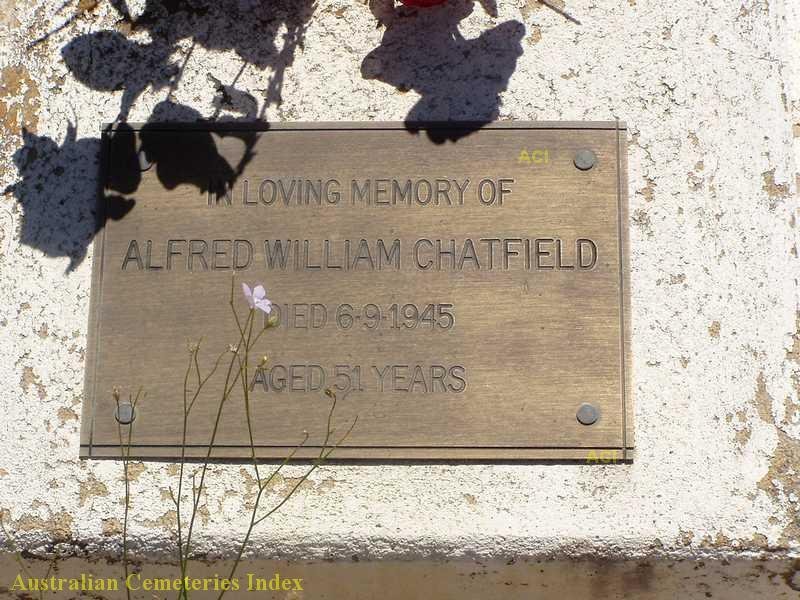 ACI
IN LOVING MEMORY OF
ALFRED WILLIAM CHATFIELD
DIED 6-9-1945
AGED 51 YEARS
ACI
Australian Cemeteries Index